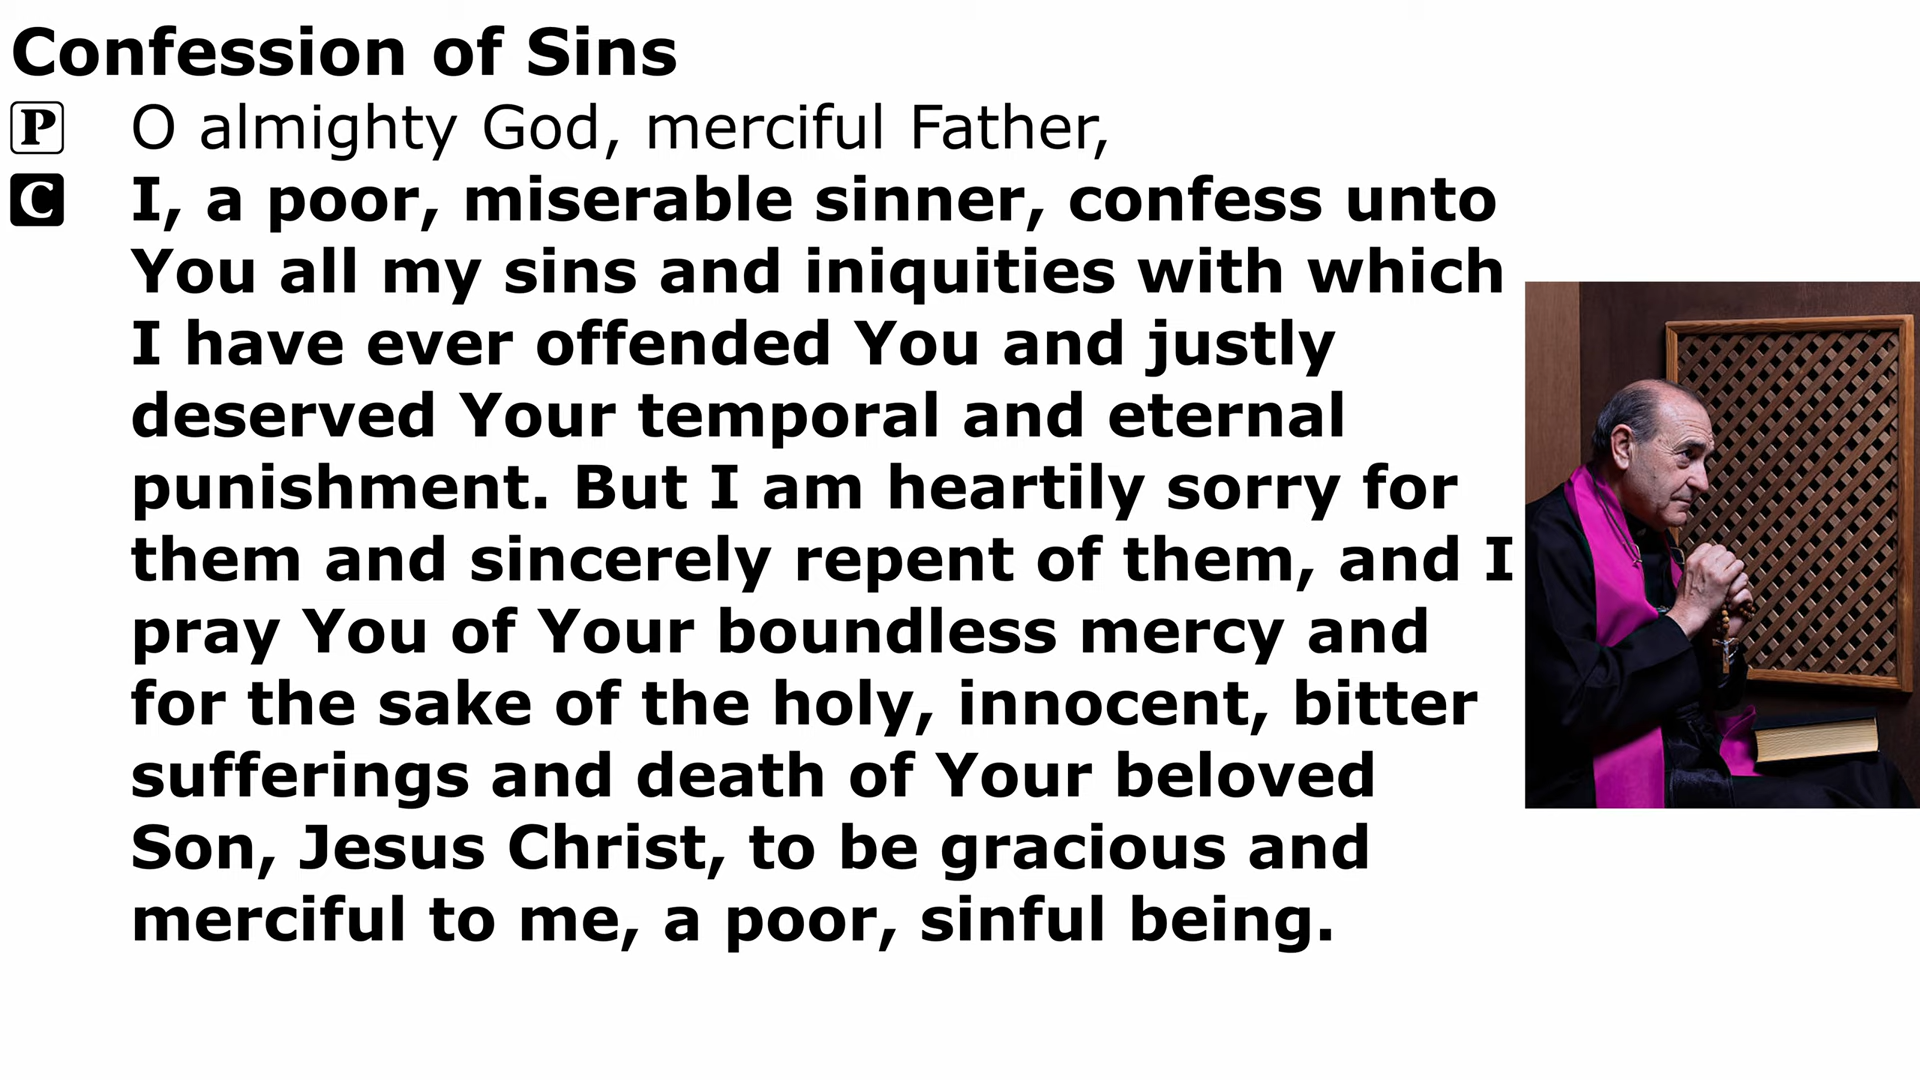 Confession of Sins
P O almighty God, merciful Father,
C I, a poor, miserable sinner, confess unto
You all my sins and iniquities with which
I have ever offended You and justly
deserved Your temporal and eternal
punishment. But I am heartily sorry for
them and sincerely repent of them, and I
pray You of Your boundless mercy and
for the sake of the holy, innocent, bitter
sufferings and death of Your beloved
Son, Jesus Christ, to be gracious and
merciful to me, a poor, sinful being.